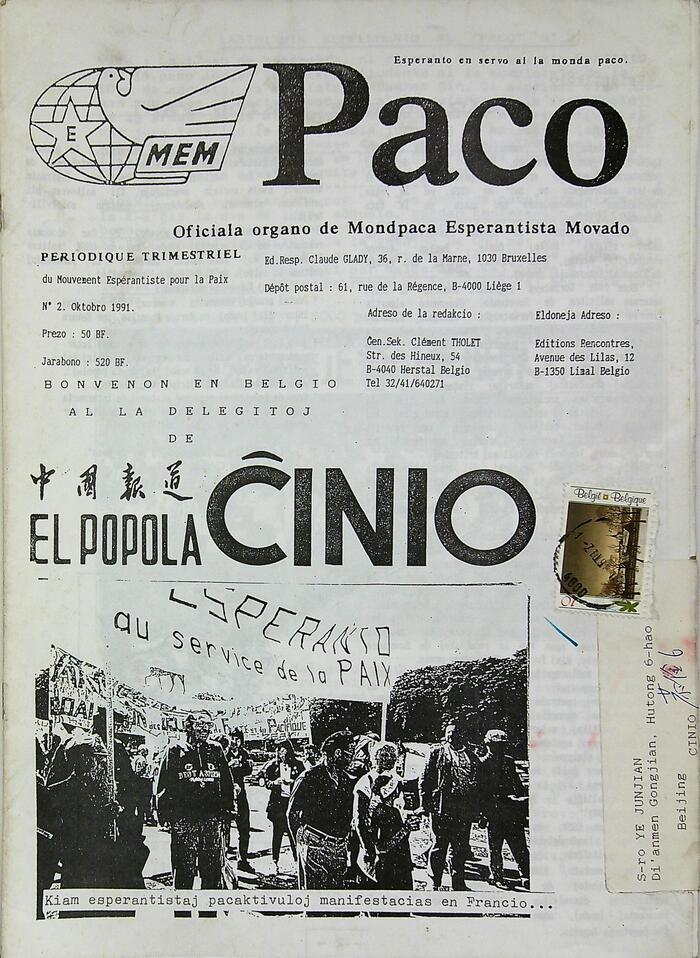 Esperanto en servo al la monda paco.
E
MEM
Paco
Oficiala organo de Mondpaca Esperantista Movado
PERIODIQUE TRIMESTRIEL
du Mouvement Espérantiste pour la Paix
N° 2. Oktobro 1991.
Prezo : 50 BF.
Jarabono : 520 BF.
Ed.Resp. Claude GLADY, 36, r. de la Marne, 1030 Bruxelles
Dépôt postal : 61, rue de la Régence, B-4000 Liège 1
Adreso de la redakcio :
Ĝen.Sek. Clément THOLET
Str. des Hineux, 54
B-4040 Herstal Belgio
Tel 32/41/640271
Eldoneja Adreso :
Editions Rencontres,
Avenue des Lilas, 12
B-1350 Limal Belgio
BONVENON EN BELGIO
AL LA DELEGITOJ
DE
中國報道
EL POPOLA ĈINIO
België Belgique
4000
10
ESPERANTO
au service de la PAIX
Pacifique
S-ro YE JUNJIAN
Di'anmen Gongjian, Hutong 6-hao
Beijing ĈINIO
Kiam esperantistaj pacaktivuloj manifestacias en Francio...